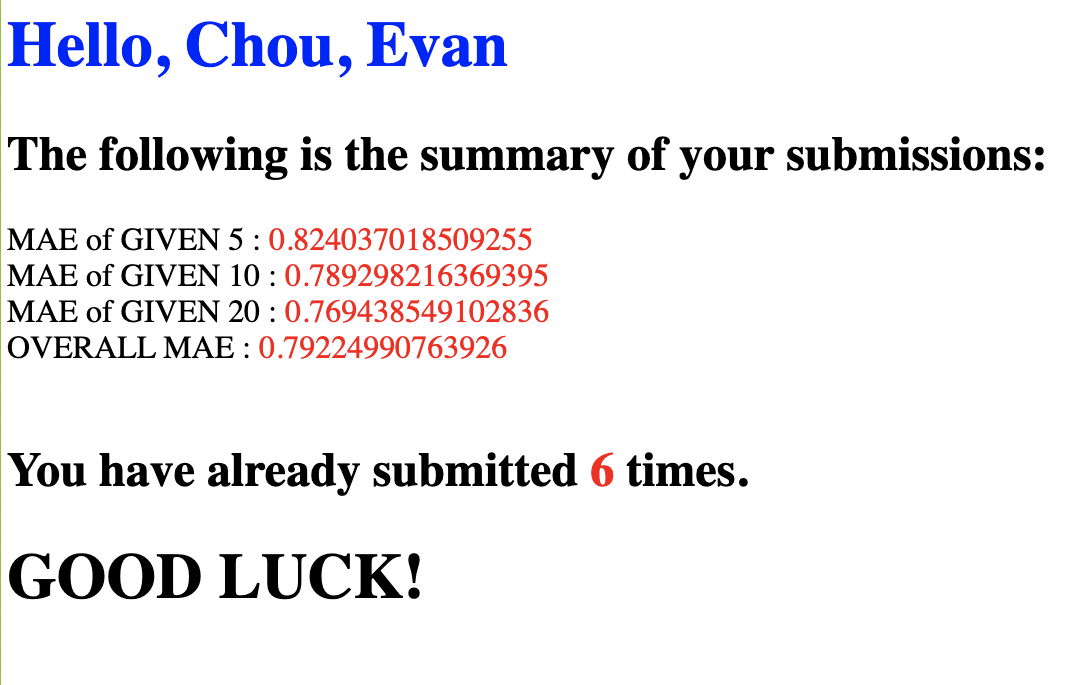 Hello, Chou, Evan
The following is the summary of your submissions:
MAE of GIVEN 5 : 0.824037018509255
MAE of GIVEN 10 : 0.789298216369395
MAE of GIVEN 20 : 0.769438549102836
OVERALL MAE : 0.79224990763926
You have already submitted 6 times.
GOOD LUCK!